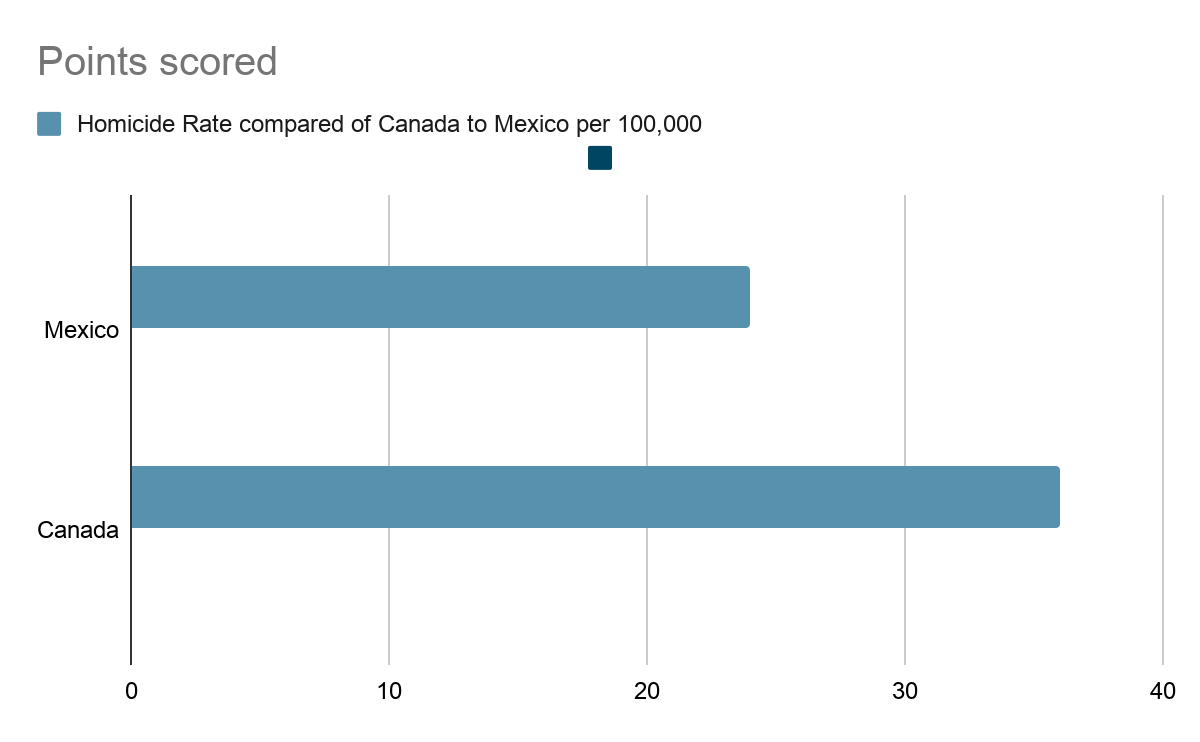 Points scored
Homicide Rate compared of Canada to Mexico per 100,000
Mexico
Canada
0 10 20 30 40